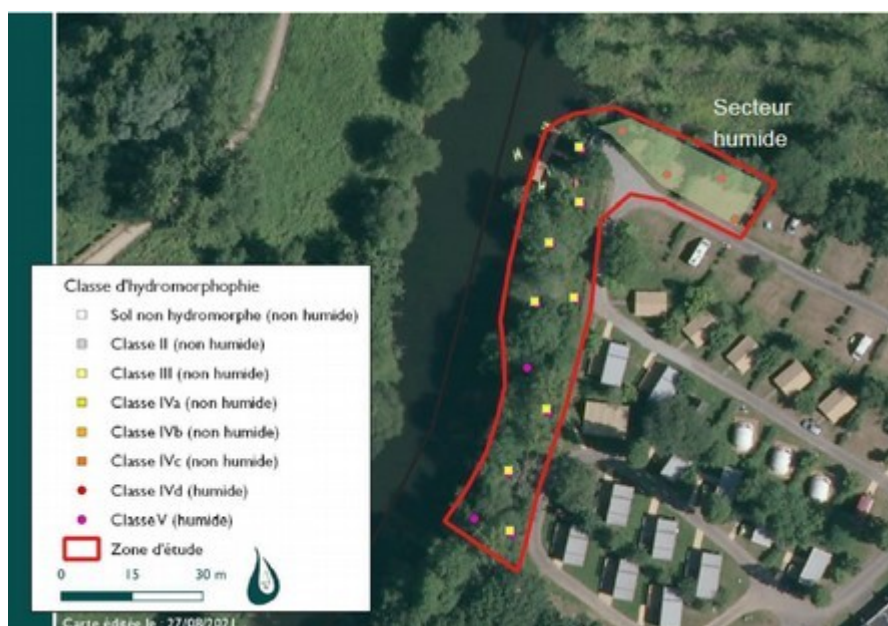 Secteur
humide
Classe d'hydromorphophie
Sol non hydromorphe (non humide)
Classe II (non humide)
Classe III (non humide)
Classe IVa (non humide)
Classe IVb (non humide)
Classe IVc (non humide)
Classe IVd (humide)
Classe V (humide)
Zone d'étude
0 15 30 m
Carte éditée le : 27/08/2021